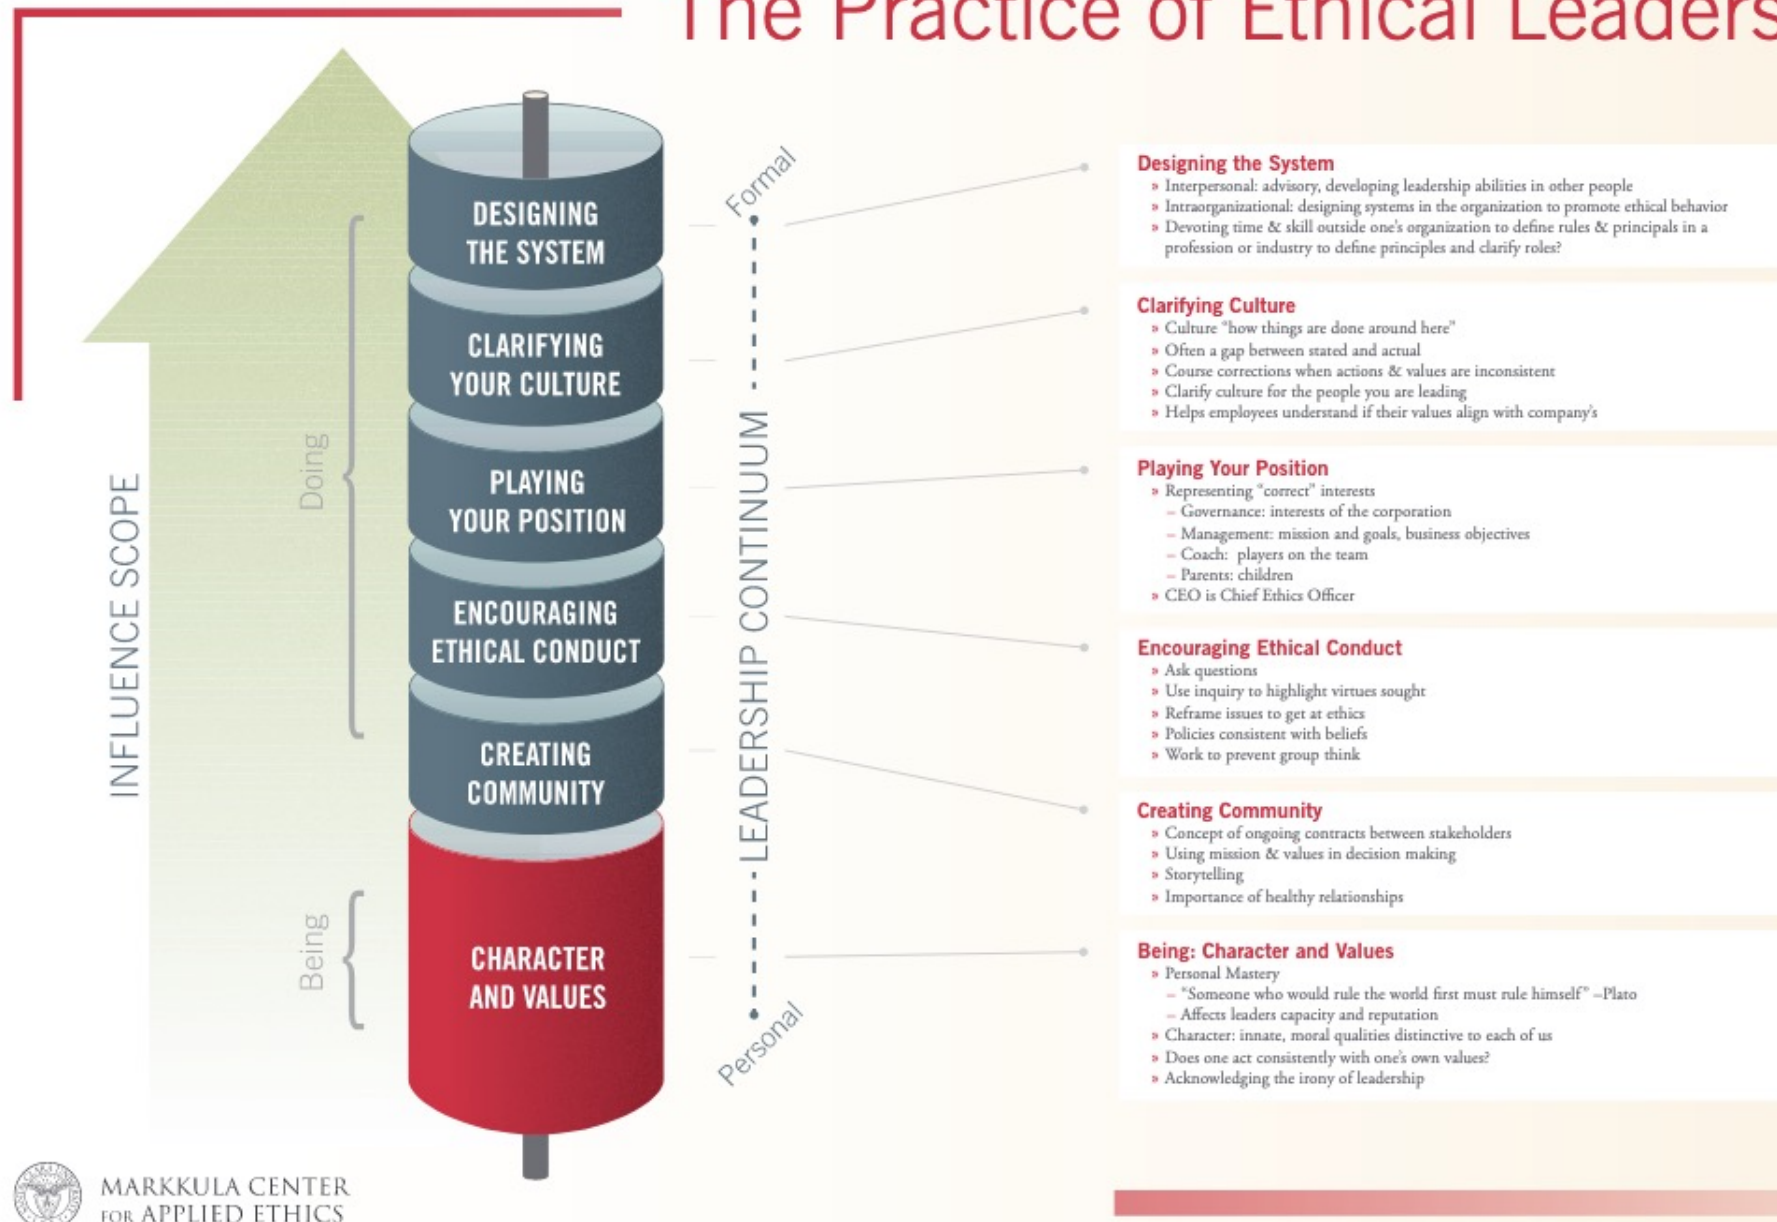 The Practice of Ethical Leaders
INFLUENCE SCOPE
Doing
Being
DESIGNING
THE SYSTEM
CLARIFYING
YOUR CULTURE
PLAYING
YOUR POSITION
ENCOURAGING
ETHICAL CONDUCT
CREATING
COMMUNITY
CHARACTER
AND VALUES
Formal
LEADERSHIP CONTINUUM
Personal
Designing the System
» Interpersonal: advisory, developing leadership abilities in other people
» Intraorganizational: designing systems in the organization to promote ethical behavior
» Devoting time & skill outside one's organization to define rules & principals in a
profession or industry to define principles and clarify roles?
Clarifying Culture
» Culture "how things are done around here"
» Often a gap between stated and actual
» Course corrections when actions & values are inconsistent
» Clarify culture for the people you are leading
» Helps employees understand if their values align with company's
Playing Your Position
» Representing "correct" interests
– Governance: interests of the corporation
– Management: mission and goals, business objectives
– Coach: players on the team
– Parents: children
» CEO is Chief Ethics Officer
Encouraging Ethical Conduct
» Ask questions
» Use inquiry to highlight virtues sought
» Reframe issues to get at ethics
» Policies consistent with beliefs
» Work to prevent group think
Creating Community
» Concept of ongoing contracts between stakeholders
» Using mission & values in decision making
» Storytelling
» Importance of healthy relationships
Being: Character and Values
» Personal Mastery
– "Someone who would rule the world first must rule himself" –Plato
– Affects leaders capacity and reputation
» Character: innate, moral qualities distinctive to each of us
» Does one act consistently with one's own values?
» Acknowledging the irony of leadership
MARKKULA CENTER
FOR APPLIED ETHICS